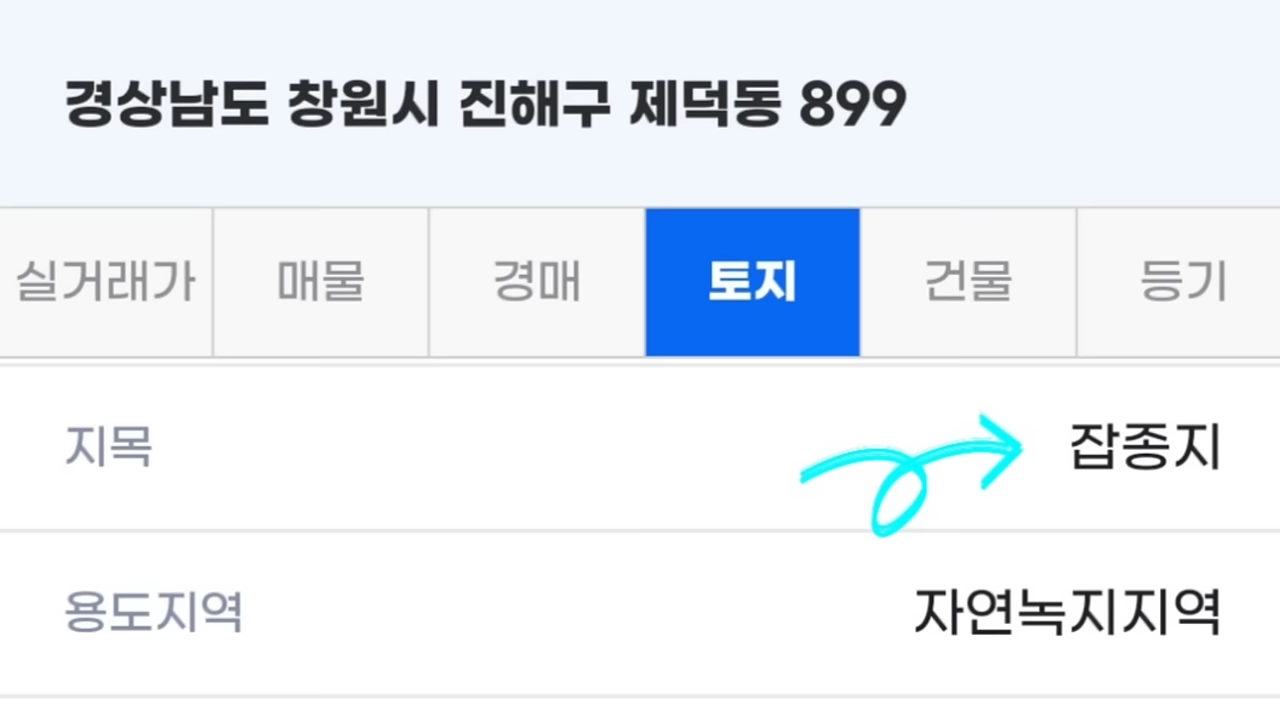 경상남도 창원시 진해구 제덕동 899
실거래가 매물 경매 토지 건물 등기
지목 잡종지
용도지역 자연녹지지역